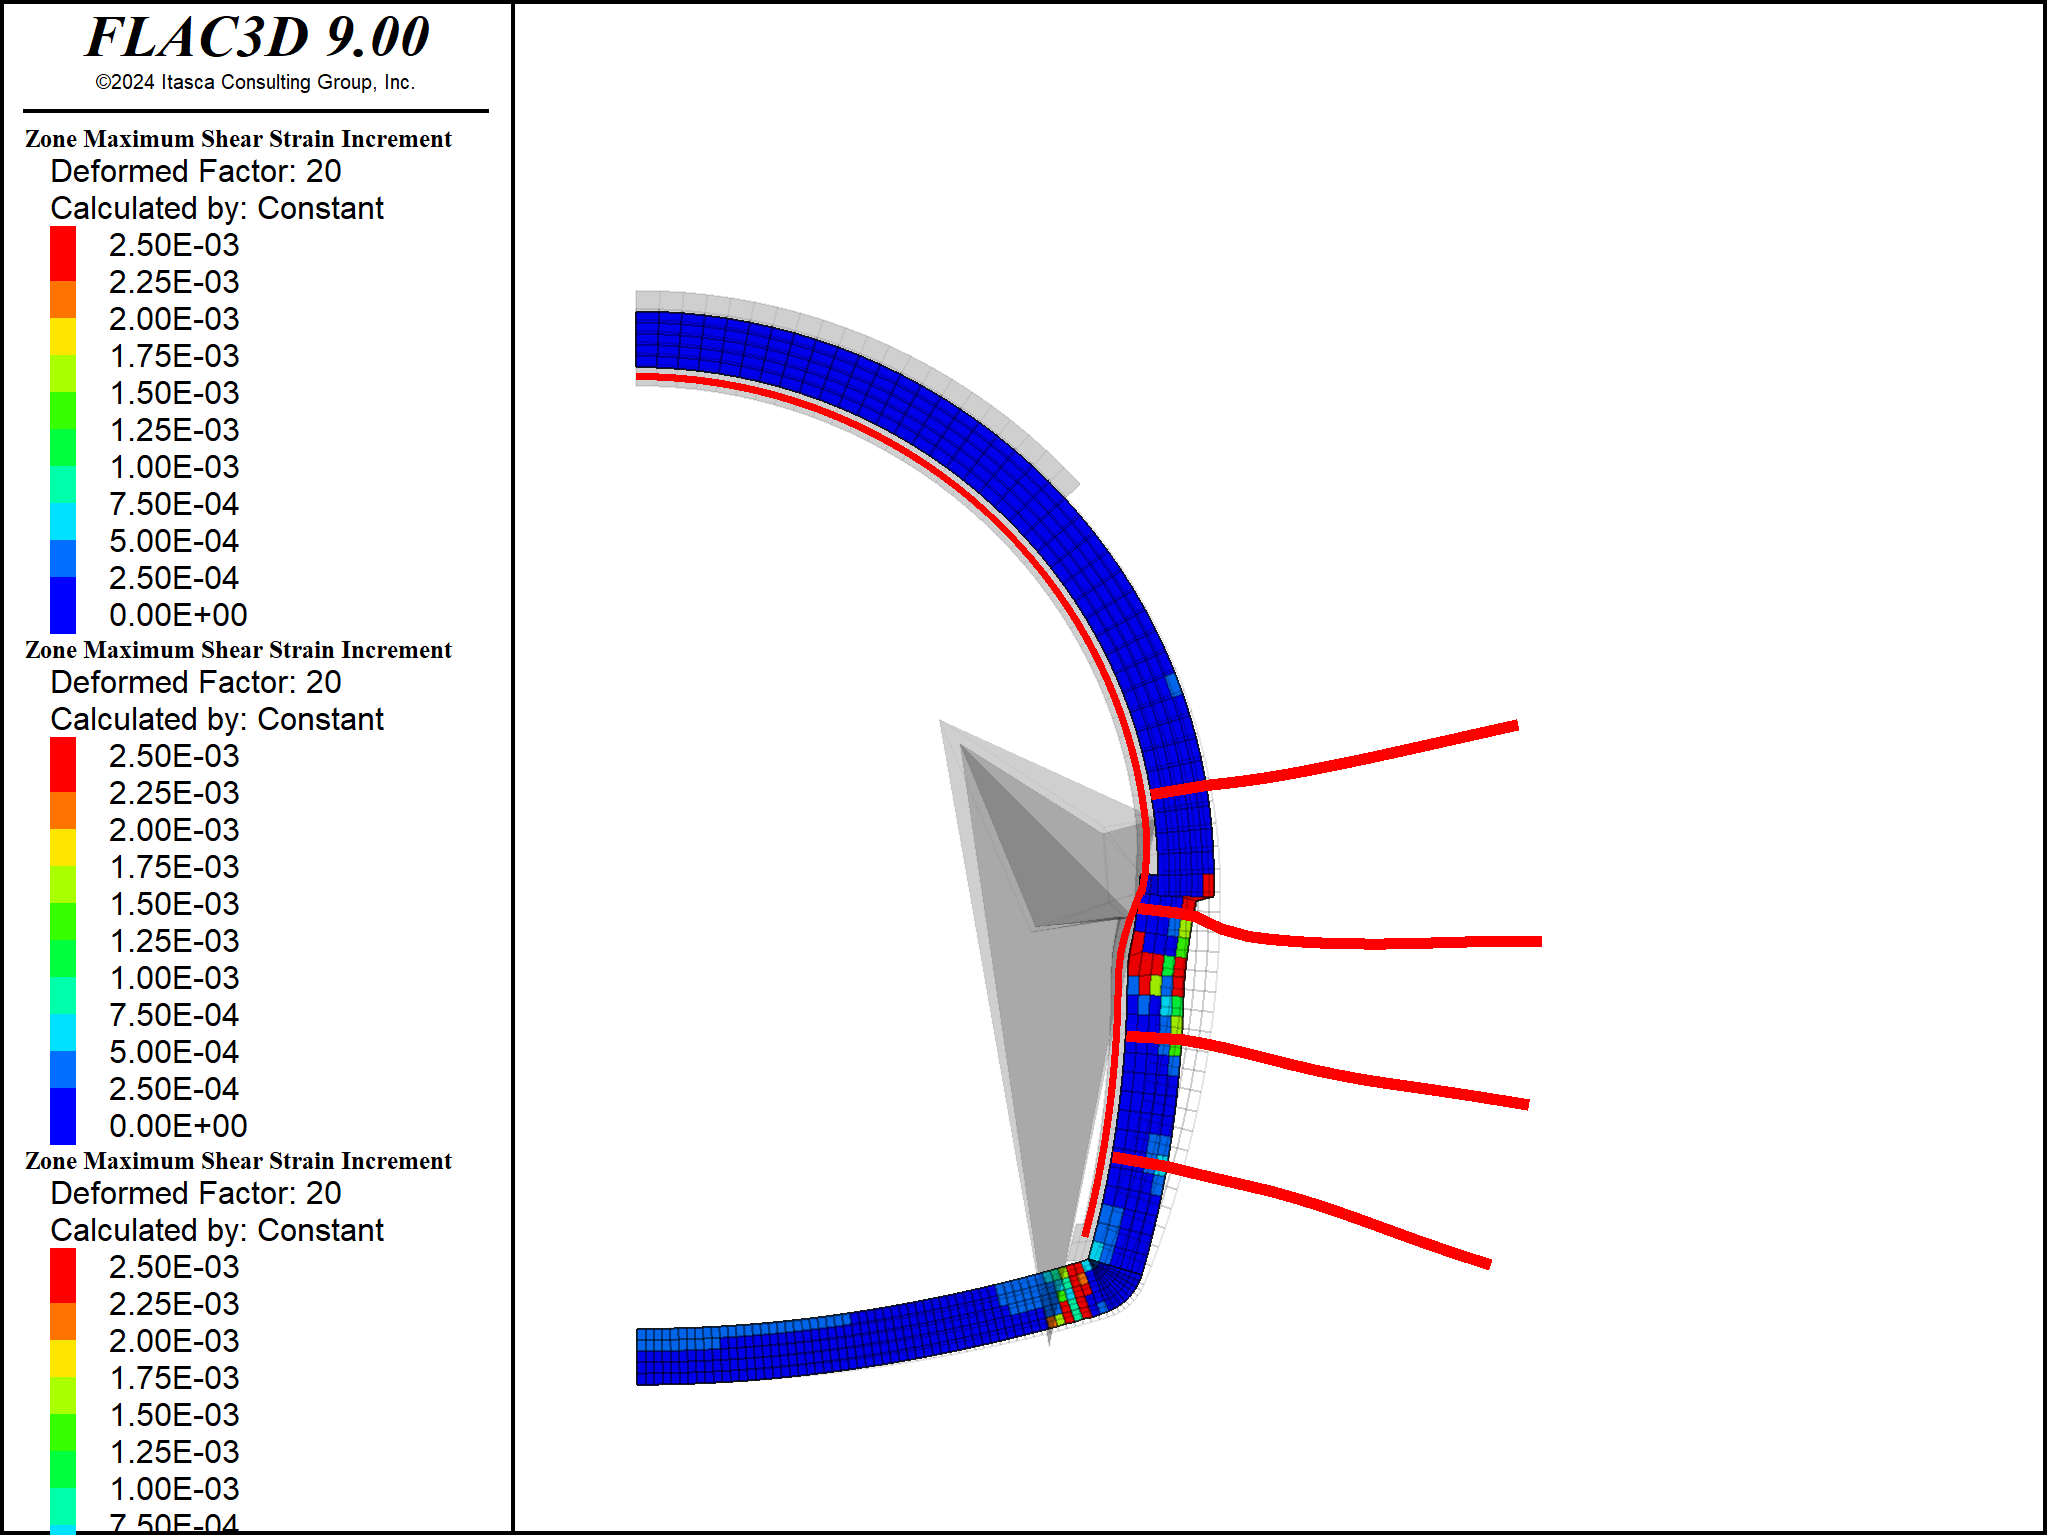 FLAC3D 9.00
©2024 Itasca Consulting Group, Inc.
Zone Maximum Shear Strain Increment
Deformed Factor: 20
Calculated by: Constant
2.50E-03
2.25E-03
2.00E-03
1.75E-03
1.50E-03
1.25E-03
1.00E-03
7.50E-04
5.00E-04
2.50E-04
0.00E+00
Zone Maximum Shear Strain Increment
Deformed Factor: 20
Calculated by: Constant
2.50E-03
2.25E-03
2.00E-03
1.75E-03
1.50E-03
1.25E-03
1.00E-03
7.50E-04
5.00E-04
2.50E-04
0.00E+00
Zone Maximum Shear Strain Increment
Deformed Factor: 20
Calculated by: Constant
2.50E-03
2.25E-03
2.00E-03
1.75E-03
1.50E-03
1.25E-03
1.00E-03
7.50E-04